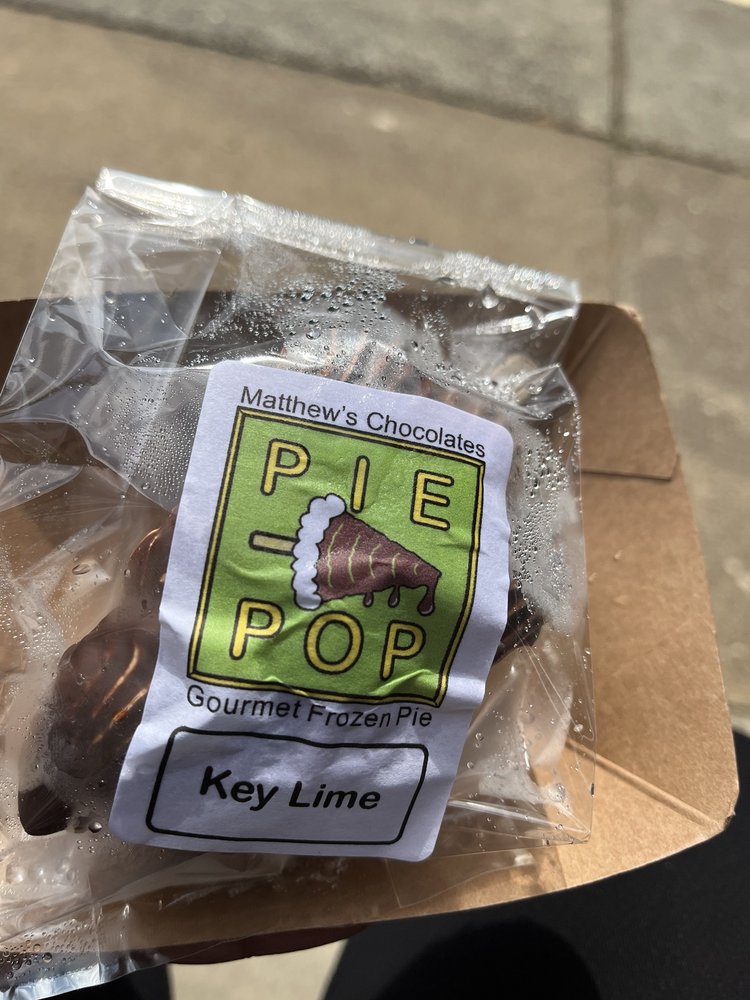 Matthew's Chocolates
PIE
POP
Gourmet Frozen Pie
Key Lime